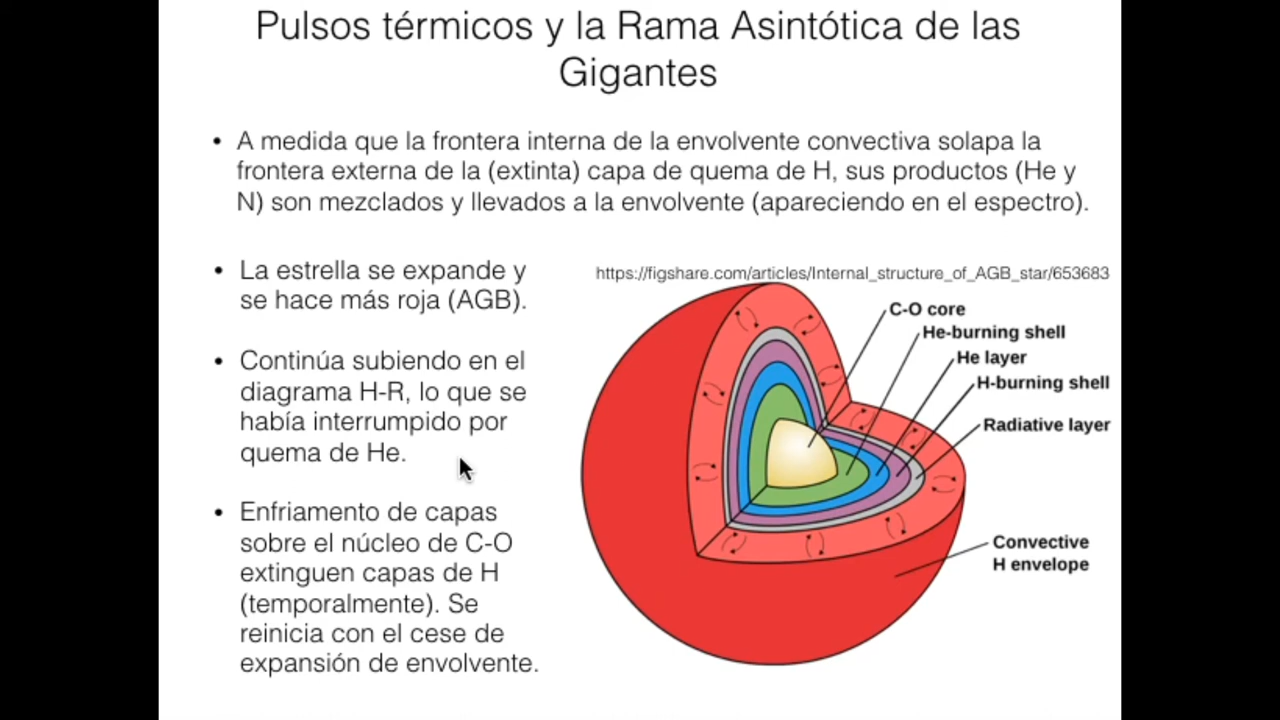 Pulsos térmicos y la Rama Asintótica de las
Gigantes
• A medida que la frontera interna de la envolvente convectiva solapa la
frontera externa de la (extinta) capa de quema de H, sus productos (He y
N) son mezclados y llevados a la envolvente (apareciendo en el espectro).
• La estrella se expande y
se hace más roja (AGB).
• Continúa subiendo en el
diagrama H-R, lo que se
había interrumpido por
quema de He.
• Enfriamento de capas
sobre el núcleo de C-O
extinguen capas de H
(temporalmente). Se
reinicia con el cese de
expansión de envolvente.
https://figshare.com/articles/Internal_structure_of_AGB_star/653683
C-O core
He-burning shell
He layer
H-burning shell
Radiative layer
Convective
H envelope